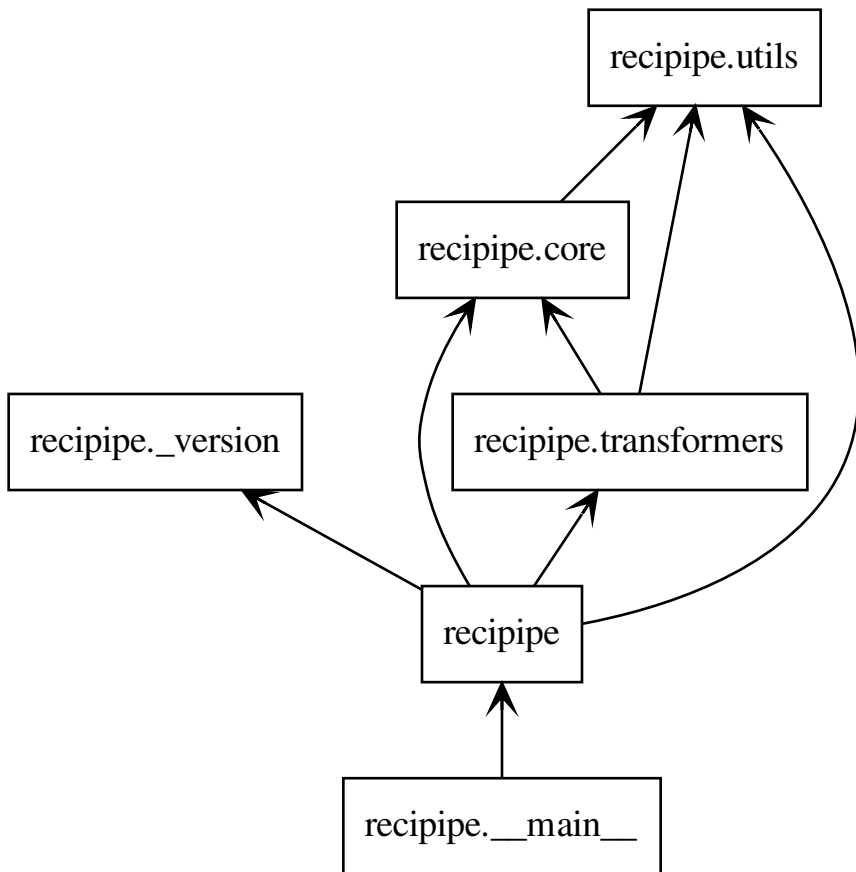 recipipe.utils
recipipe.core
recipipe._version
recipipe.transformers
recipipe
recipipe.__main__